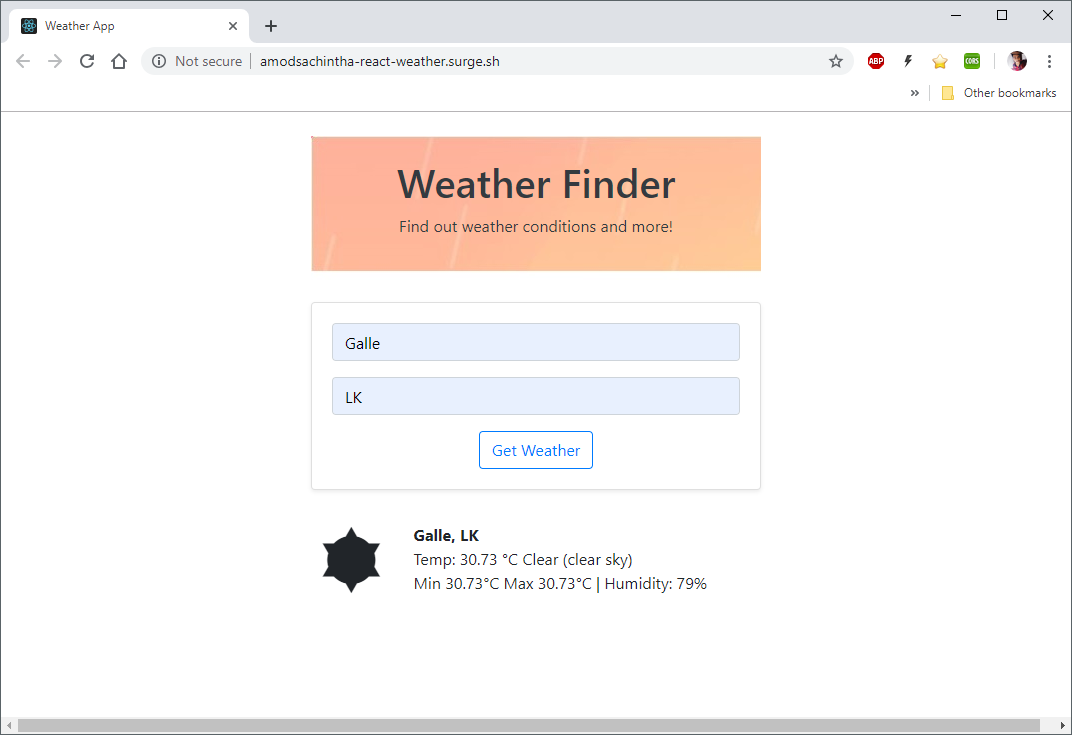 Weather App
Not secure
amodsachintha-react-weather.surge.sh
ABP
CORS
» Other bookmarks
Weather Finder
Find out weather conditions and more!
Galle
LK
Get Weather
Galle, LK
Temp: 30.73 °C Clear (clear sky)
Min 30.73°C Max 30.73°C | Humidity: 79%